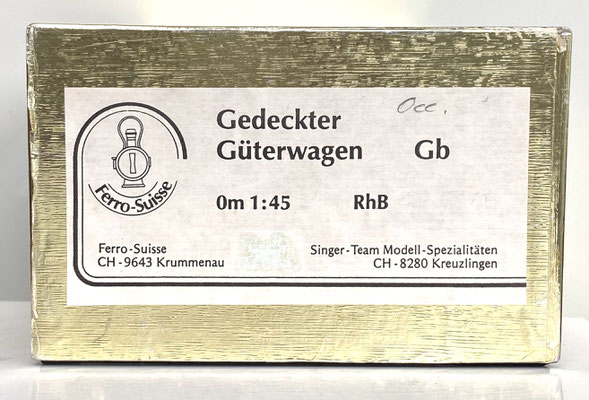 Occ.
Gedeckter
Güterwagen Gb
0m 1:45 RhB
Ferro-Suisse
Ferro-Suisse
CH-9643 Krummenau
Singer-Team Modell-Spezialitäten
CH-8280 Kreuzlingen